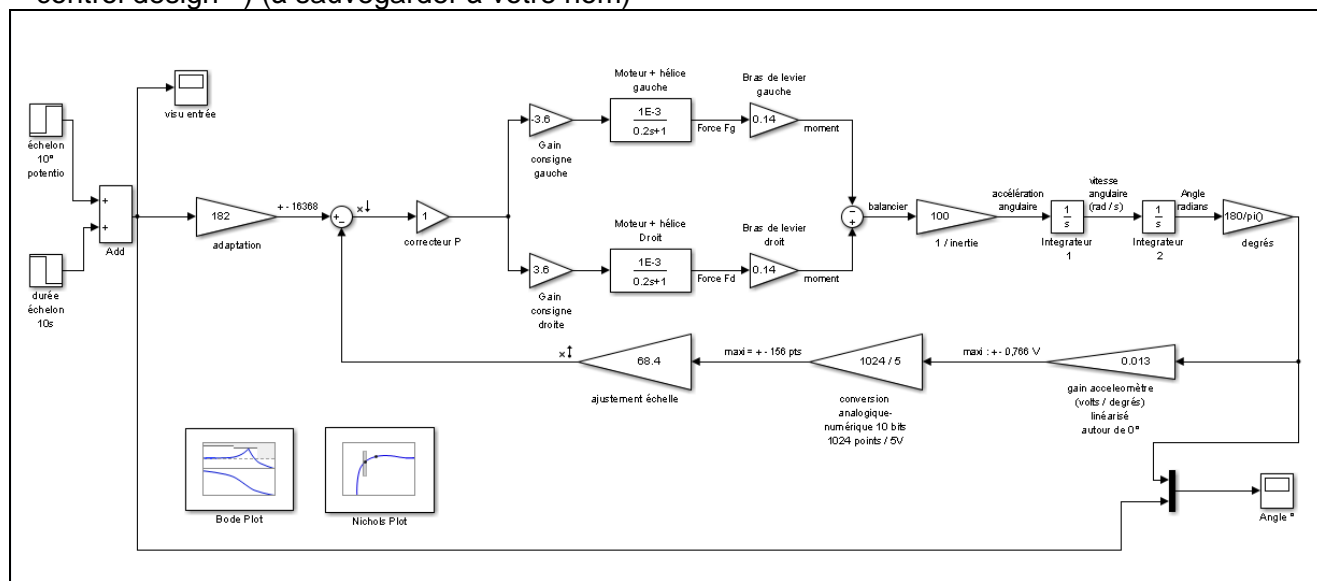 control design " ) (à sauvegarder à votre nom)
visu entrée
échelon
10°
potentio
durée
échelon
10s
+
+
Add
182
adaptation
+ - 16368
+
-
1
correcteur P
-3.6
Gain
consigne
gauche
Moteur + hélice
gauche
1E-3
0.2s+1
Force Fg
Bras de levier
gauche
0.14
moment
3.6
Gain
consigne
droite
Moteur + hélice
Droit
1E-3
0.2s+1
Force Fd
Bras de levier
droit
0.14
moment
-
+
balancier
100
1 / inertie
accélération
angulaire
1
s
Integrateur
1
vitesse
angulaire
(rad / s)
1
s
Integrateur
2
Angle
radians
180/pi()
degrés
68.4
ajustement échelle
maxi = + - 156 pts
1024 / 5
conversion
analogique-
numérique 10 bits
1024 points / 5V
maxi : + - 0,766 V
0.013
gain acceleomètre
(volts / degrés)
linéarisé
autour de 0°
Bode Plot
Nichols Plot
Angle °